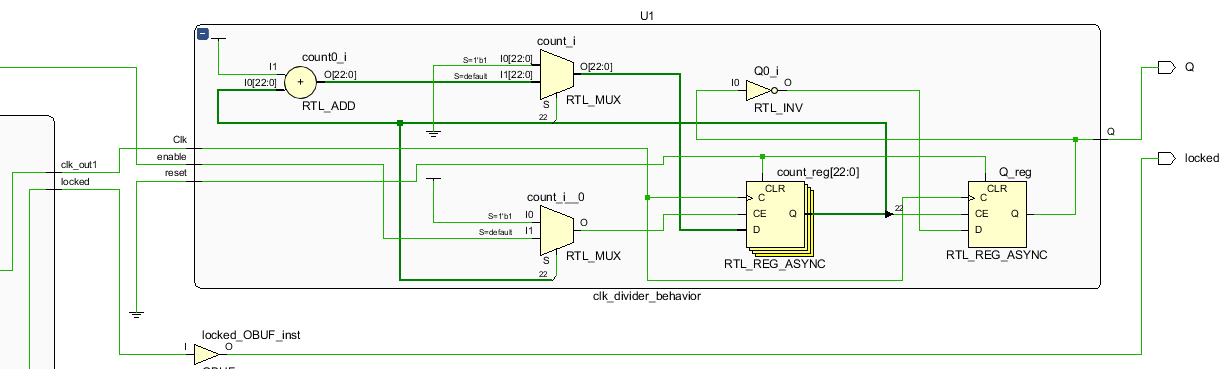 U1
count_i
count0_i
S=1'b1
I0[22:0]
O[22:0]
I1
I0[22:0]
O[22:0]
S=default
I1[22:0]
Q0_i
I0
O
Q
+
RTL_ADD
S
RTL_MUX
RTL_INV
22
Q
Clk
enable
clk_out1
reset
locked
locked
count_reg[22:0]
Q_reg
CLR
CLR
count_i__0
C
C
S=1'b1
I0
O
CE
Q
22
CE
Q
S=default
I1
D
D
S
RTL_MUX
RTL_REG_ASYNC
RTL_REG_ASYNC
22
clk_divider_behavior
locked_OBUF_inst
I
O